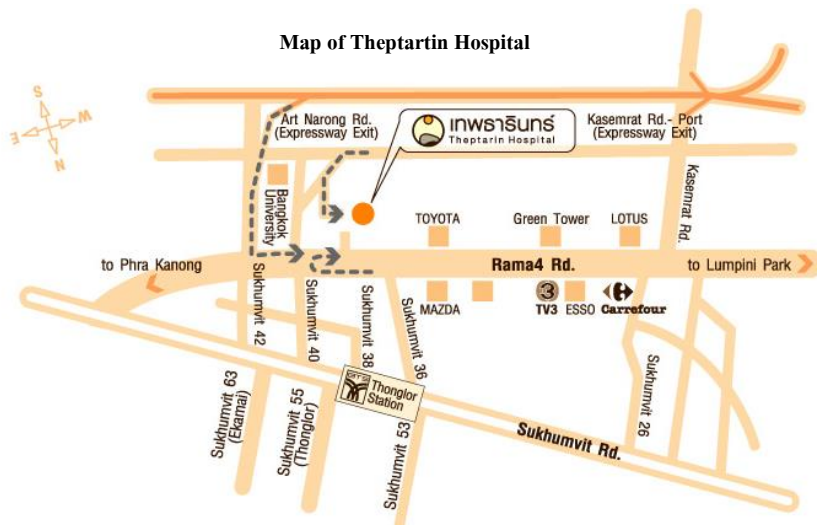 Map of Theptartin Hospital
S
W
E
N
Art Narong Rd.
(Expressway Exit)
เทพธารินทร์
Theptarin Hospital
Kasemrat Rd.- Port
(Expressway Exit)
Bangkok
University
Kasemrat Rd.
TOYOTA
Green Tower
LOTUS
to Phra Kanong
Rama4 Rd.
to Lumpini Park
MAZDA
3
TV3
ESSO
Carrefour
Sukhumvit 42
Sukhumvit 40
Sukhumvit 38
Sukhumvit 36
Sukhumvit 26
BTS
Thonglor
Station
Sukhumvit 63
(Ekamai)
Sukhumvit 55
(Thonglor)
Sukhumvit 53
Sukhumvit Rd.